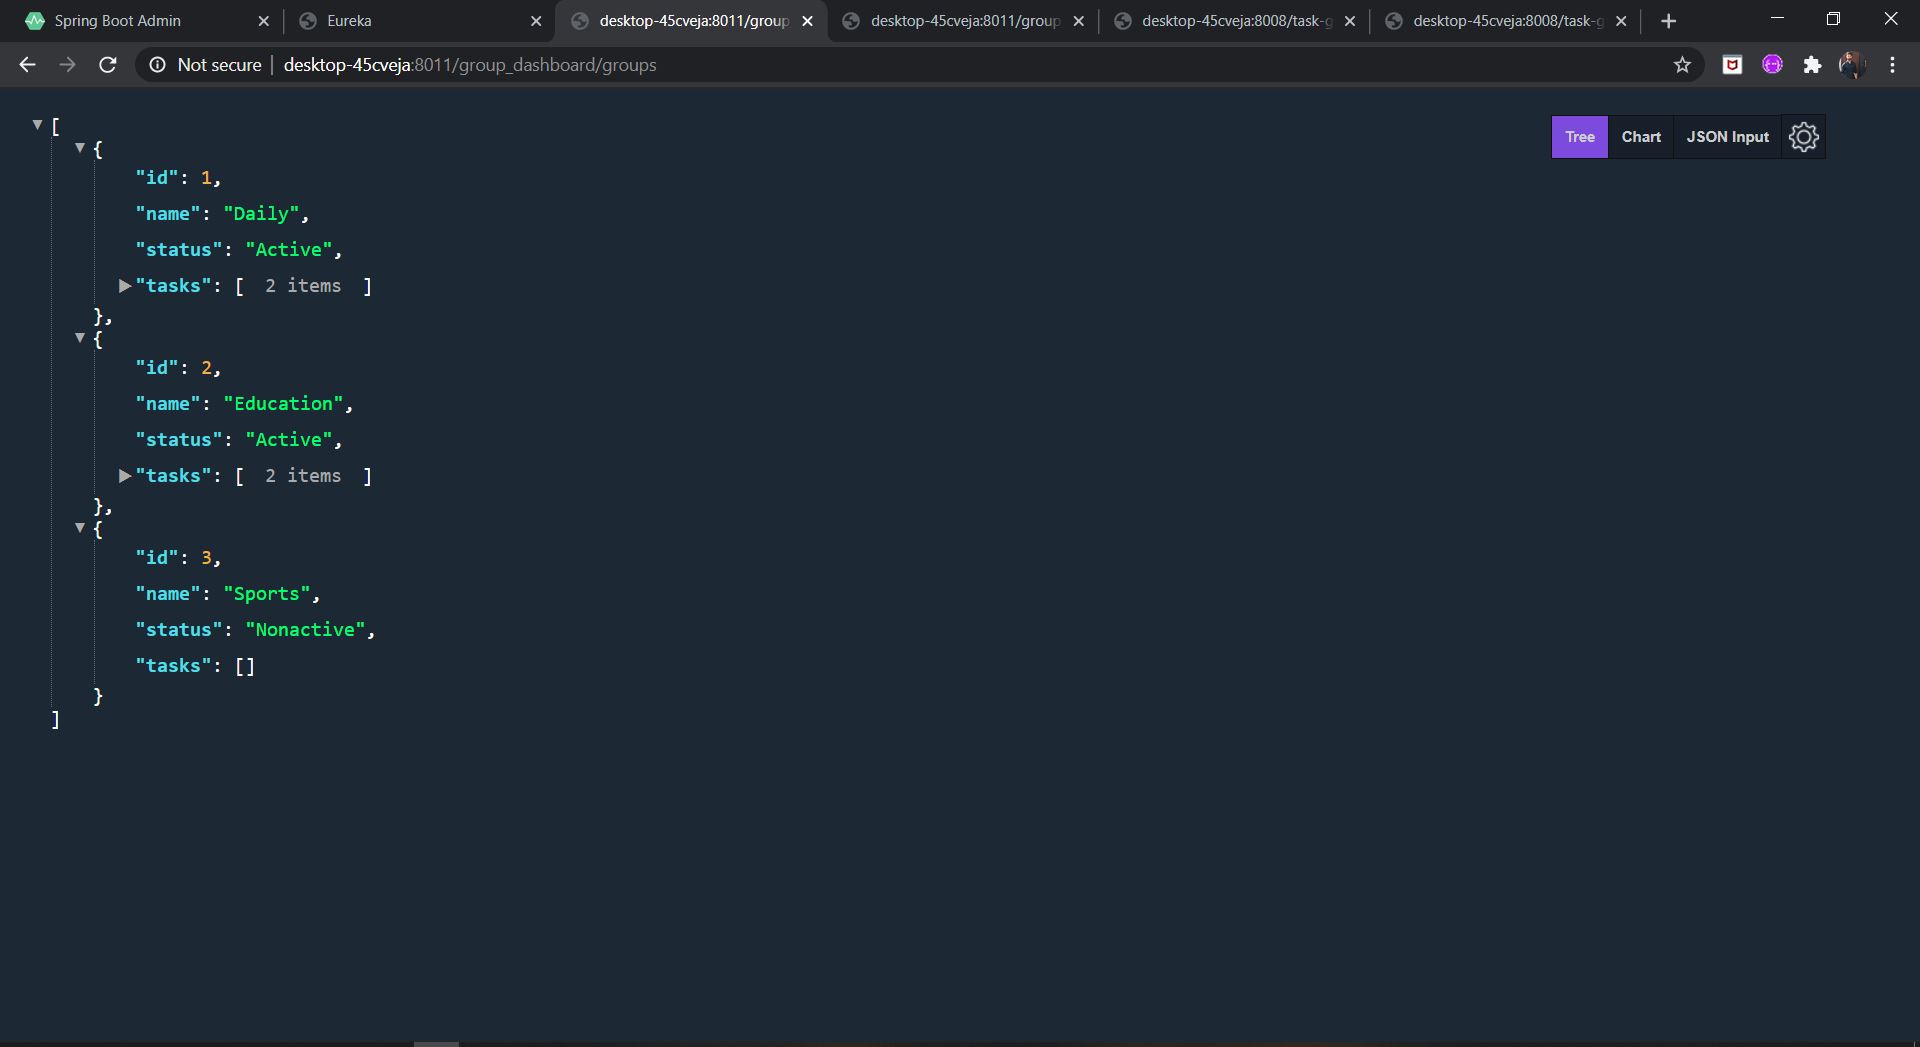 Spring Boot Admin
Eureka
desktop-45cveja:8011/group
desktop-45cveja:8011/group
desktop-45cveja:8008/task-g
desktop-45cveja:8008/task-g
Not secure | desktop-45cveja:8011/group_dashboard/groups
Tree Chart JSON Input
[
{
"id": 1,
"name": "Daily",
"status": "Active",
"tasks": [ 2 items ]
},
{
"id": 2,
"name": "Education",
"status": "Active",
"tasks": [ 2 items ]
},
{
"id": 3,
"name": "Sports",
"status": "Nonactive",
"tasks": []
}
]